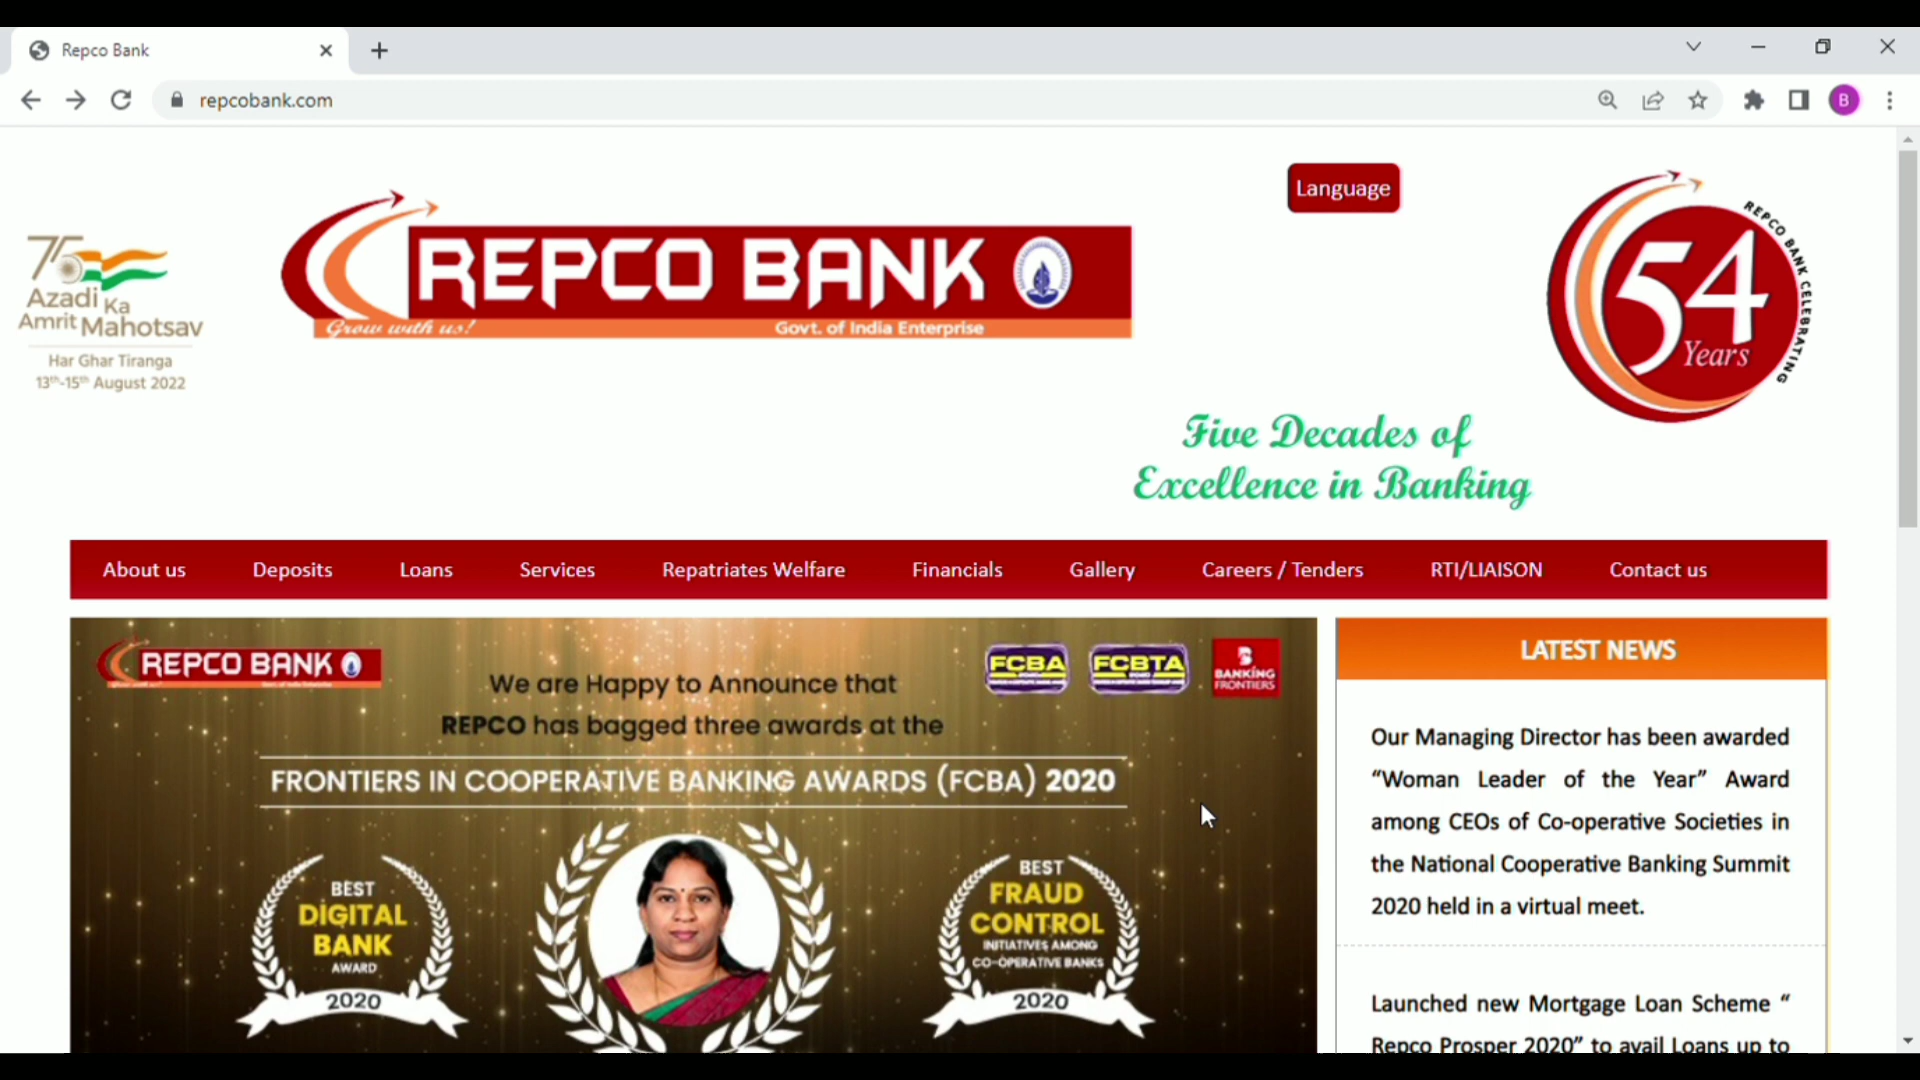 Repco Bank
repcobank.com
B
Language
75
Azadi Ka
Amrit Mahotsav
Har Ghar Tiranga
13th-15th August 2022
REPCO BANK
Grow with us!
Govt. of India Enterprise
54
Years
REPCO BANK CELEBRATING
Five Decades of
Excellence in Banking
About us
Deposits
Loans
Services
Repatriates Welfare
Financials
Gallery
Careers / Tenders
RTI/LIAISON
Contact us
REPCO BANK
We are Happy to Announce that
REPCO has bagged three awards at the
FRONTIERS IN COOPERATIVE BANKING AWARDS (FCBA) 2020
FCBA
FCBTA
BANKING
FRONTIERS
BEST
DIGITAL
BANK
AWARD
2020
BEST
FRAUD
CONTROL
INITIATIVES AMONG
CO-OPERATIVE BANKS
2020
LATEST NEWS
Our Managing Director has been awarded
“Woman Leader of the Year” Award
among CEOs of Co-operative Societies in
the National Cooperative Banking Summit
2020 held in a virtual meet.
Launched new Mortgage Loan Scheme “
Repco Prosper 2020” to avail Loans up to